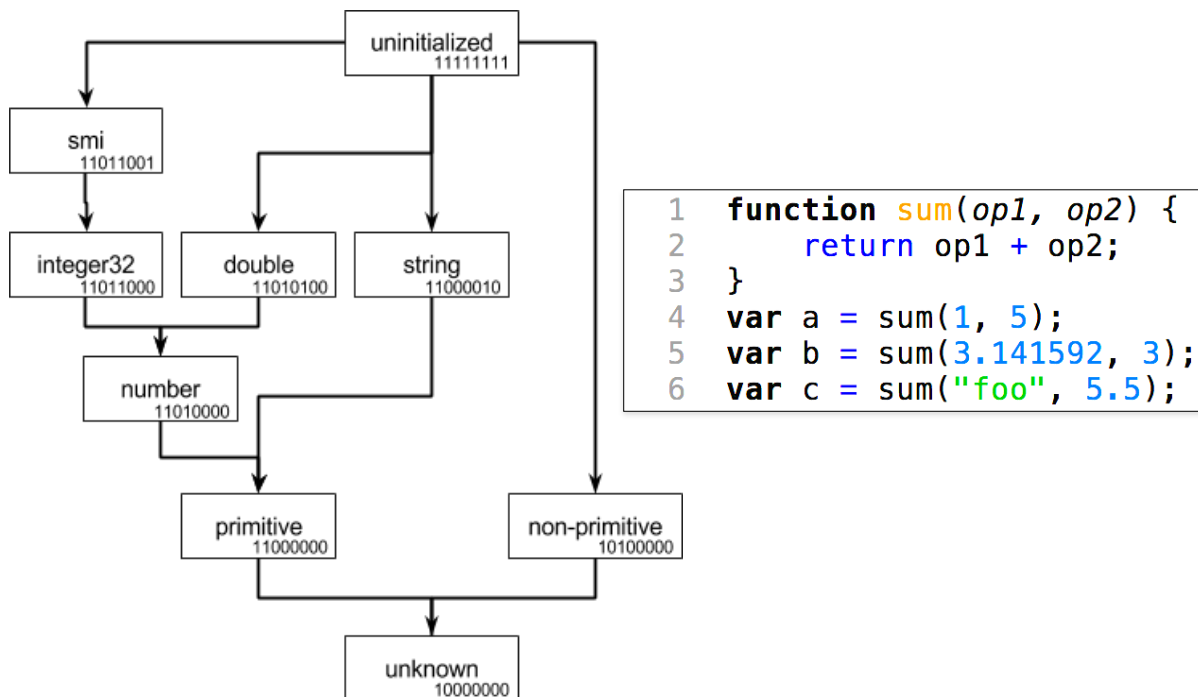 uninitialized
11111111
smi
11011001
integer32
11011000
double
11010100
string
11000010
number
11010000
primitive
11000000
non-primitive
10100000
unknown
10000000
1 function sum(op1, op2) {
2     return op1 + op2;
3 }
4 var a = sum(1, 5);
5 var b = sum(3.141592, 3);
6 var c = sum("foo", 5.5);